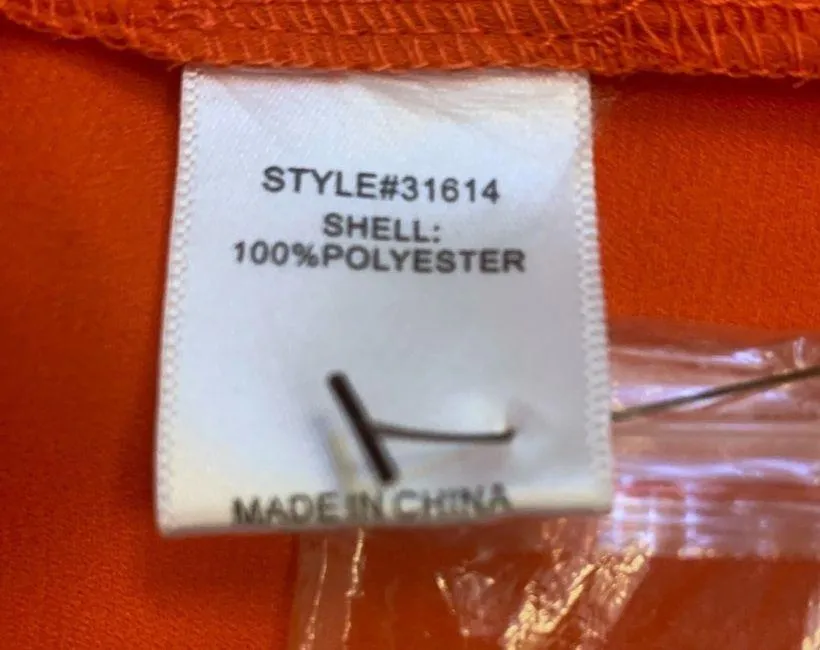 STYLE#31614
SHELL:
100%POLYESTER
MADE IN CHINA